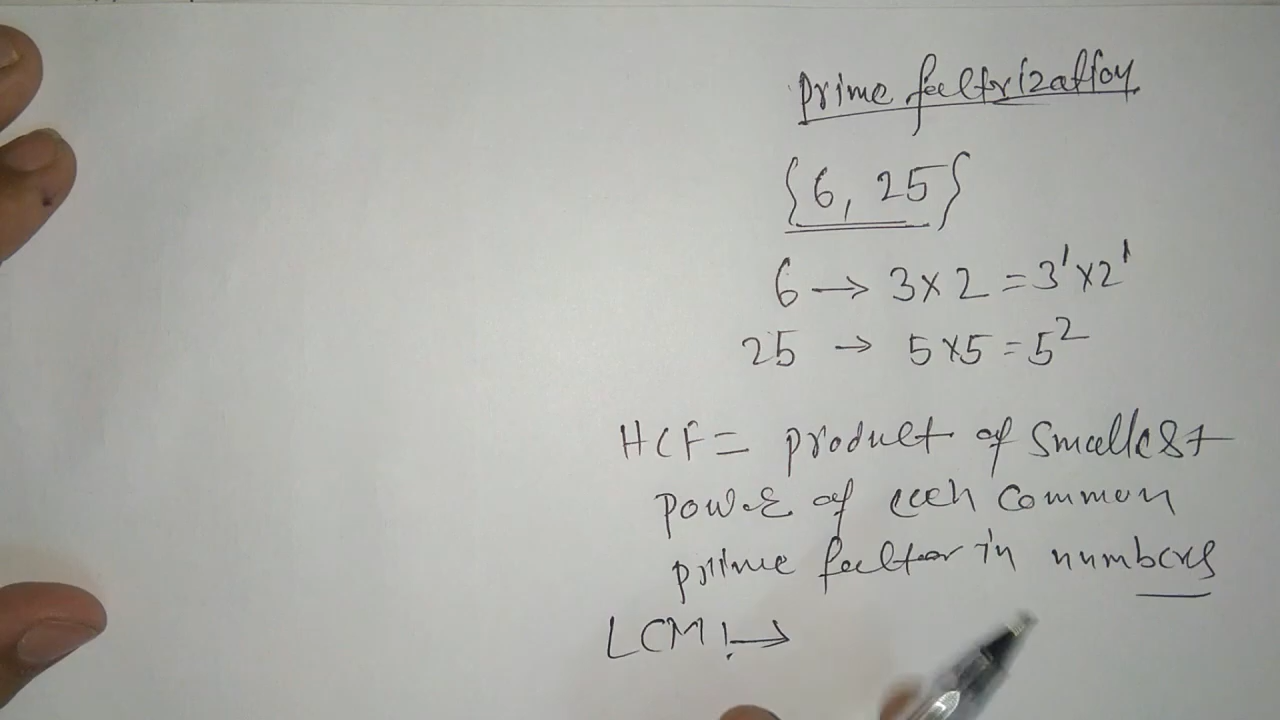 Prime factorization
{6, 25}
6 → 3×2 = 3¹×2¹
25 → 5×5 = 5²
HCF = product of smallest
power of each common
prime factor in numbers
LCM :→